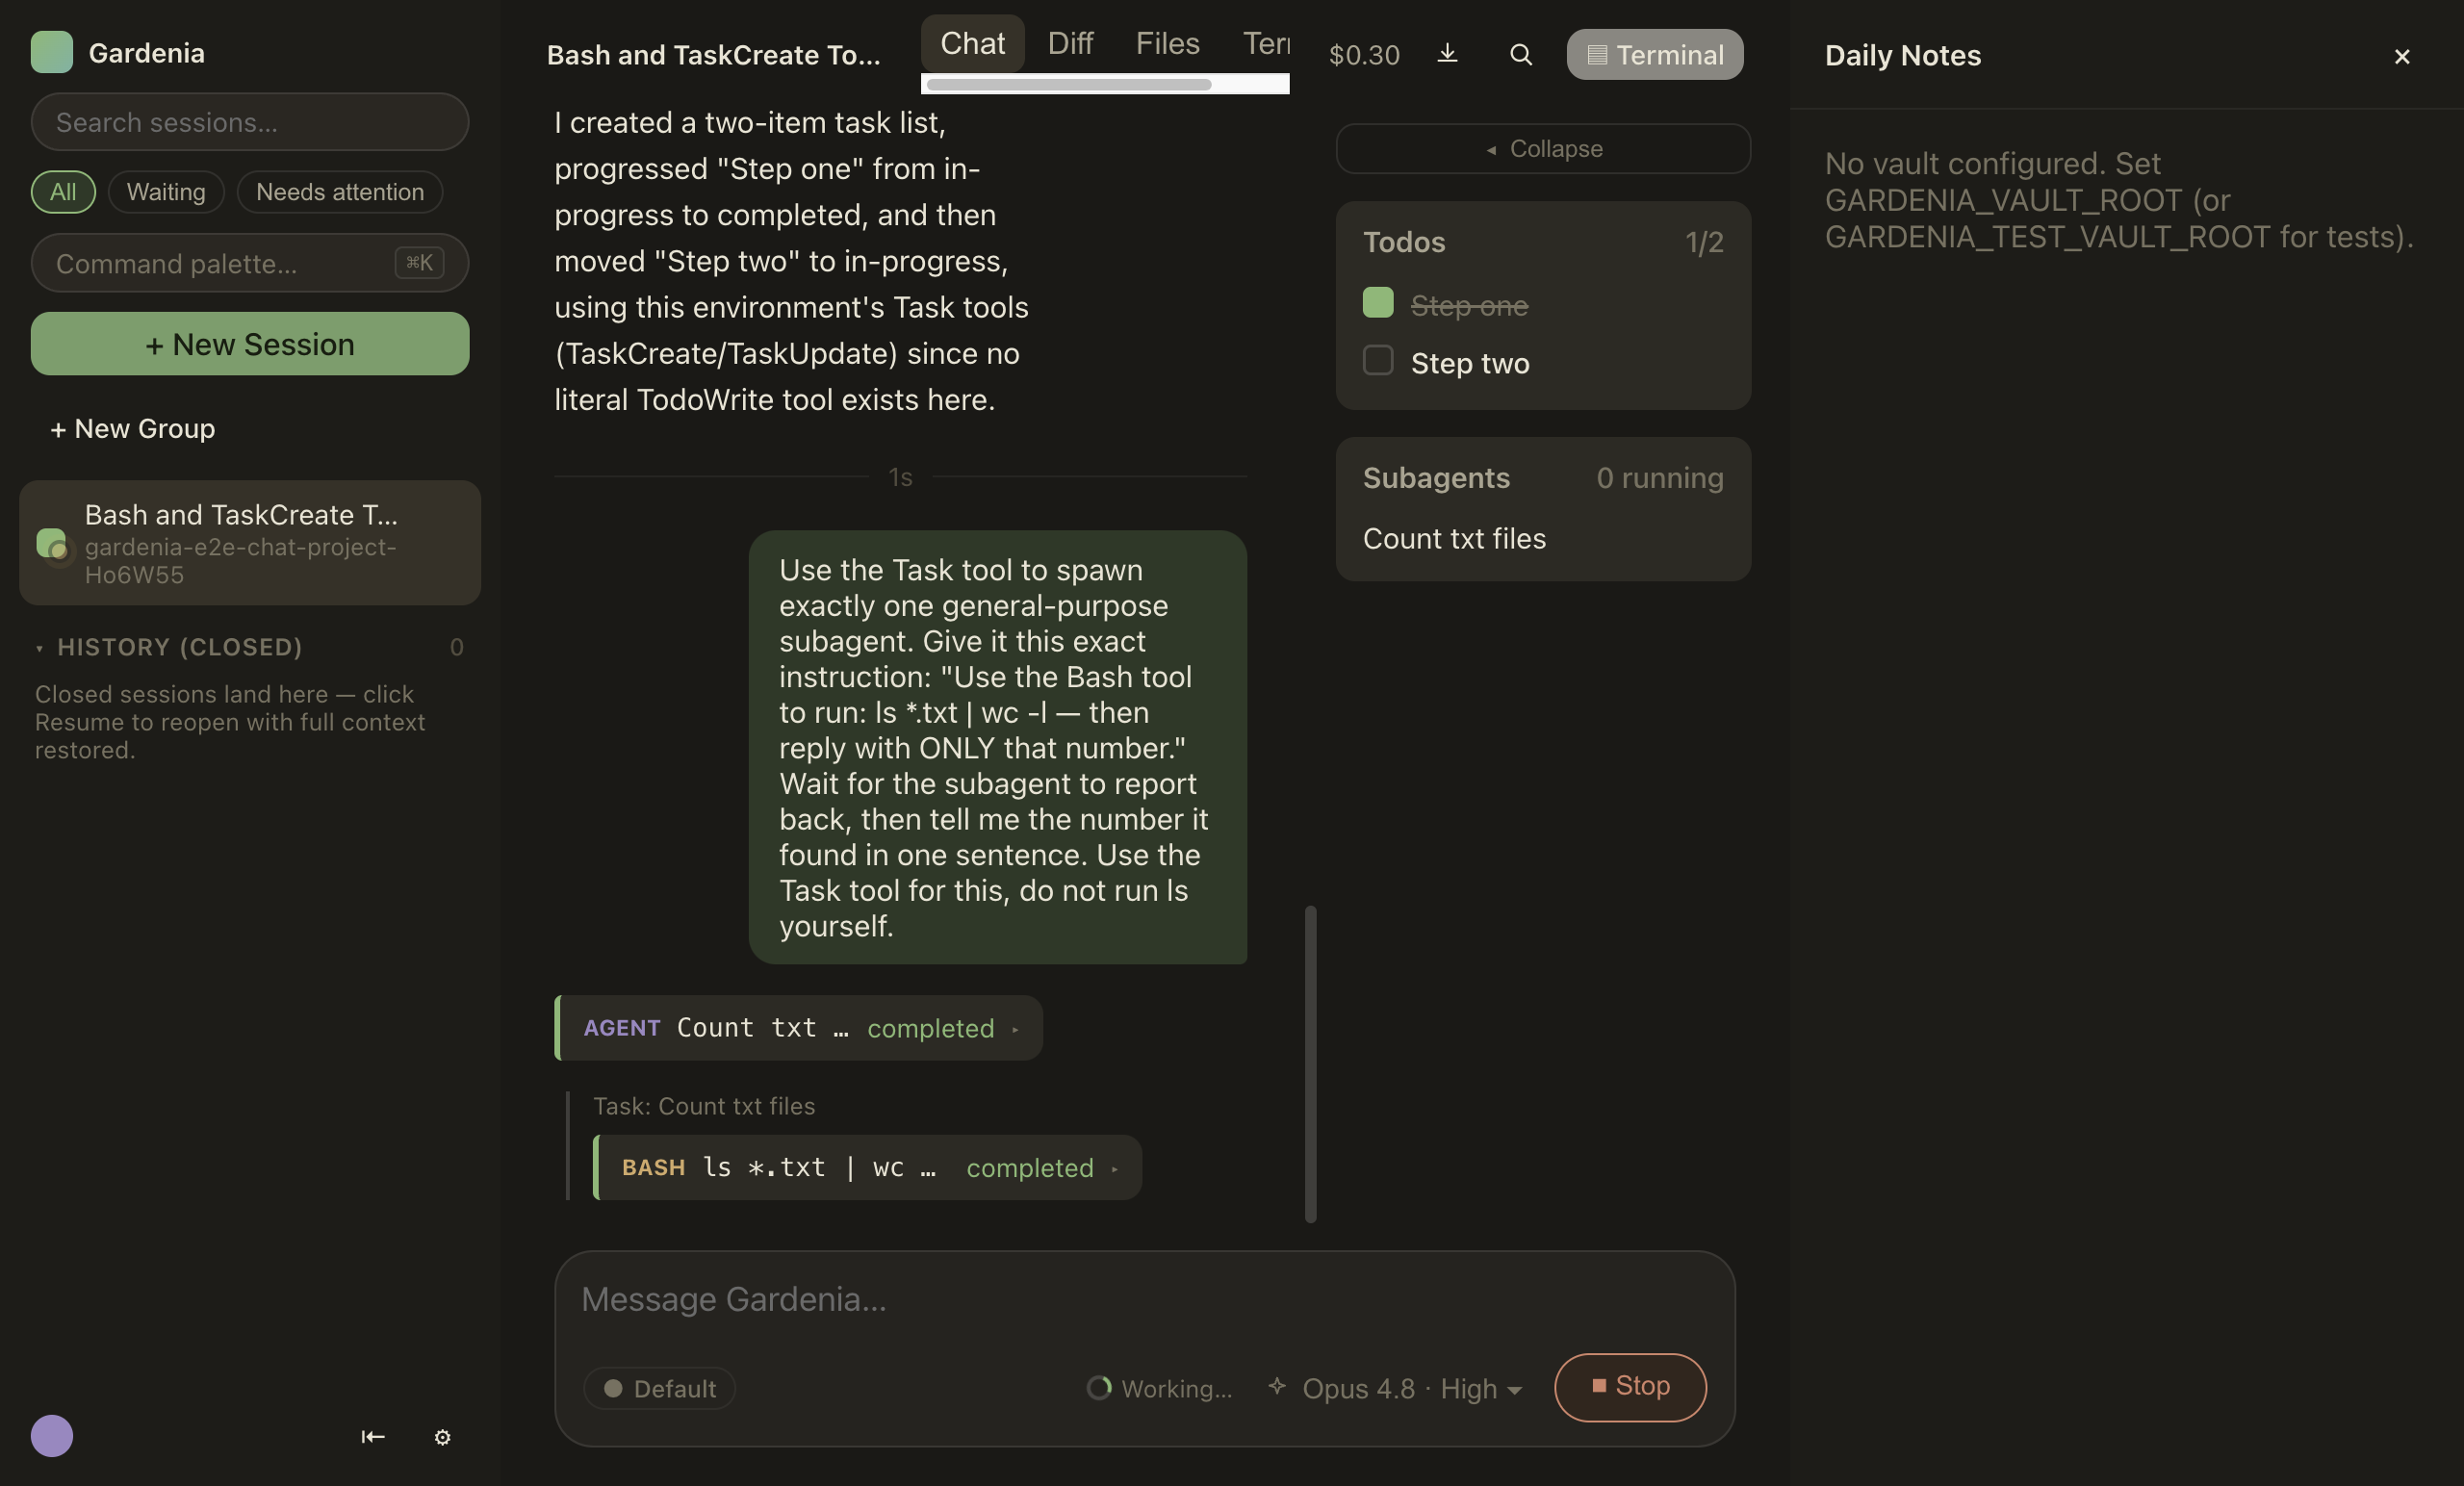 Gardenia
Search sessions…
All
Waiting
Needs attention
Command palette…
⌘K
+ New Session
+ New Group
Bash and TaskCreate T…
gardenia-e2e-chat-project-
Ho6W55
HISTORY (CLOSED)
0
Closed sessions land here — click
Resume to reopen with full context
restored.
Bash and TaskCreate To…
Chat
Diff
Files
$0.30
Terminal
I created a two-item task list,
progressed "Step one" from in-
progress to completed, and then
moved "Step two" to in-progress,
using this environment's Task tools
(TaskCreate/TaskUpdate) since no
literal TodoWrite tool exists here.
1s
Use the Task tool to spawn
exactly one general-purpose
subagent. Give it this exact
instruction: "Use the Bash tool
to run: ls *.txt | wc -l — then
reply with ONLY that number."
Wait for the subagent to report
back, then tell me the number it
found in one sentence. Use the
Task tool for this, do not run ls
yourself.
AGENT Count txt … completed
Task: Count txt files
BASH ls *.txt | wc … completed
Message Gardenia…
Default
Working…
Opus 4.8 · High
Stop
Collapse
Todos
1/2
Step one
Step two
Subagents
0 running
Count txt files
Daily Notes
No vault configured. Set
GARDENIA_VAULT_ROOT (or
GARDENIA_TEST_VAULT_ROOT for tests).